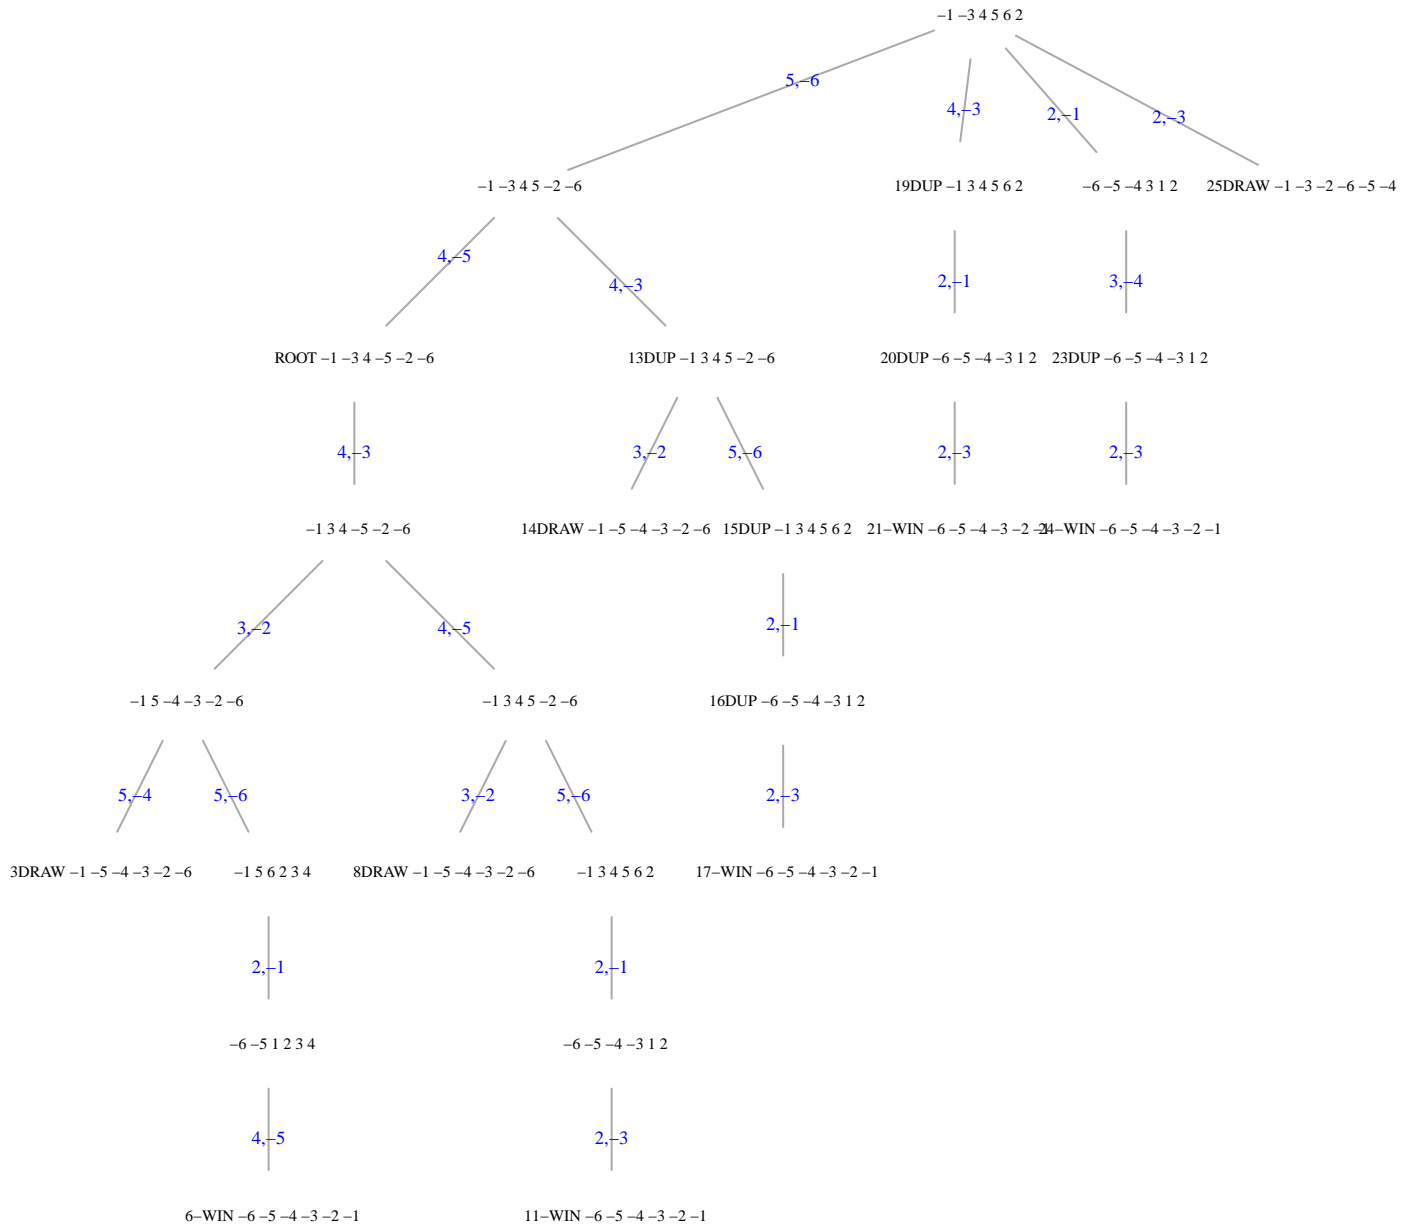 –1 –3 4 5 6 2
5,–6
4,–3
2,–1
2,–3
–1 –3 4 5 –2 –6
19DUP –1 3 4 5 6 2
–6 –5 –4 3 1 2
25DRAW –1 –3 –2 –6 –5 –4
4,–5
4,–3
2,–1
3,–4
ROOT –1 –3 4 –5 –2 –6
13DUP –1 3 4 5 –2 –6
20DUP –6 –5 –4 –3 1 2
23DUP –6 –5 –4 –3 1 2
4,–3
3,–2
5,–6
2,–3
2,–3
–1 3 4 –5 –2 –6
14DRAW –1 –5 –4 –3 –2 –6
15DUP –1 3 4 5 6 2
21–WIN –6 –5 –4 –3 –2 –1
24–WIN –6 –5 –4 –3 –2 –1
3,–2
4,–5
2,–1
–1 5 –4 –3 –2 –6
–1 3 4 5 –2 –6
16DUP –6 –5 –4 –3 1 2
5,–4
5,–6
3,–2
5,–6
2,–3
3DRAW –1 –5 –4 –3 –2 –6
–1 5 6 2 3 4
8DRAW –1 –5 –4 –3 –2 –6
–1 3 4 5 6 2
17–WIN –6 –5 –4 –3 –2 –1
2,–1
2,–1
–6 –5 1 2 3 4
–6 –5 –4 –3 1 2
4,–5
2,–3
6–WIN –6 –5 –4 –3 –2 –1
11–WIN –6 –5 –4 –3 –2 –1